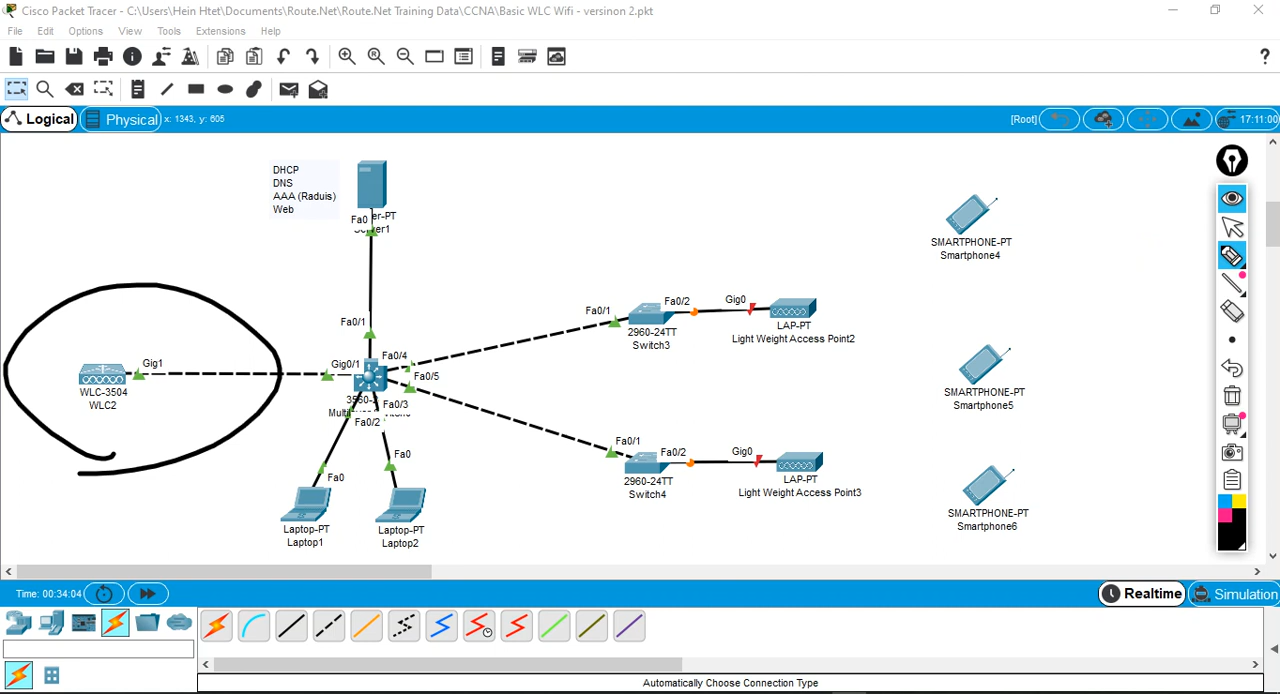 Cisco Packet Tracer - C:\Users\Hein Htet\Documents\Route.Net\Route.Net Training Data\CCNA\Basic WLC Wifi - versinon 2.pkt
File Edit Options View Tools Extensions Help
Logical Physical x: 1343, y: 605 [Root] 17:11:00
DHCP
DNS
AAA (Raduis)
Web
Fa0 er-PT
SMARTPHONE-PT
Smartphone4
Fa0/1
Fa0/1
Fa0/2
Gig0
2960-24TT
Switch3
LAP-PT
Light Weight Access Point2
Gig1
WLC-3504
WLC2
Gig0/1
Fa0/4
Fa0/5
Fa0/3
Fa0/2
SMARTPHONE-PT
Smartphone5
Fa0/1
Fa0/2
Gig0
2960-24TT
Switch4
LAP-PT
Light Weight Access Point3
Fa0
Fa0
Laptop-PT
Laptop1
Laptop-PT
Laptop2
SMARTPHONE-PT
Smartphone6
Time: 00:34:04 Realtime Simulation
Automatically Choose Connection Type